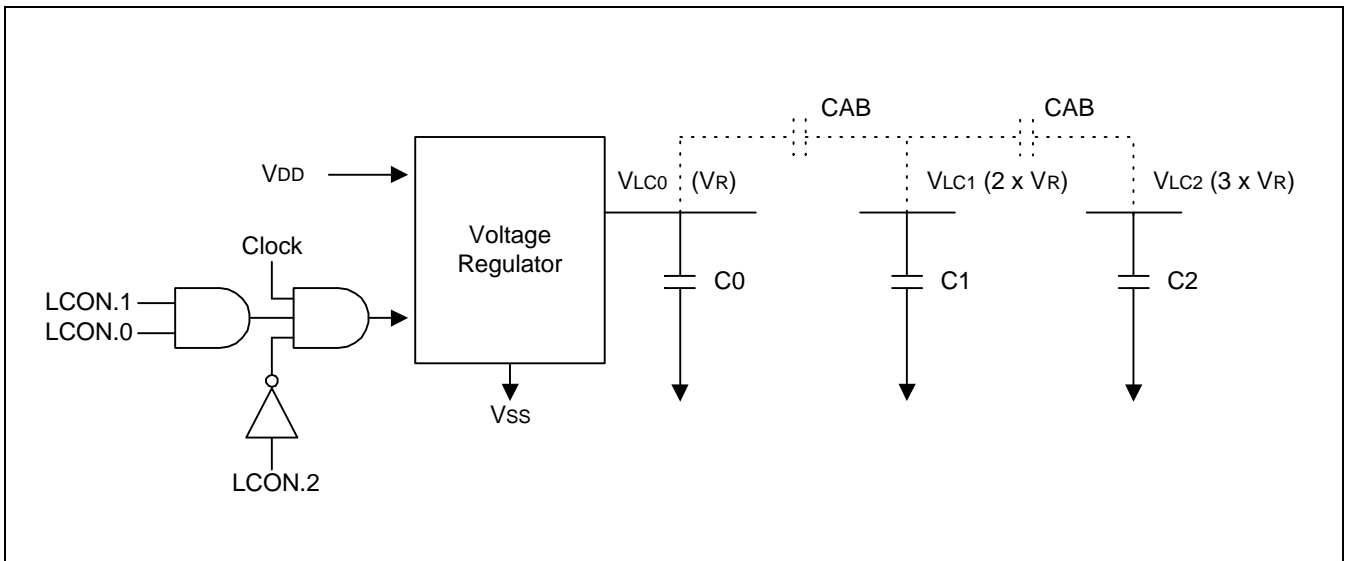 CAB
CAB
VDD
VLC0 (VR)
VLC1 (2 x VR)
VLC2 (3 x VR)
Voltage
Regulator
Clock
C0
C1
C2
LCON.1
LCON.0
VSS
LCON.2